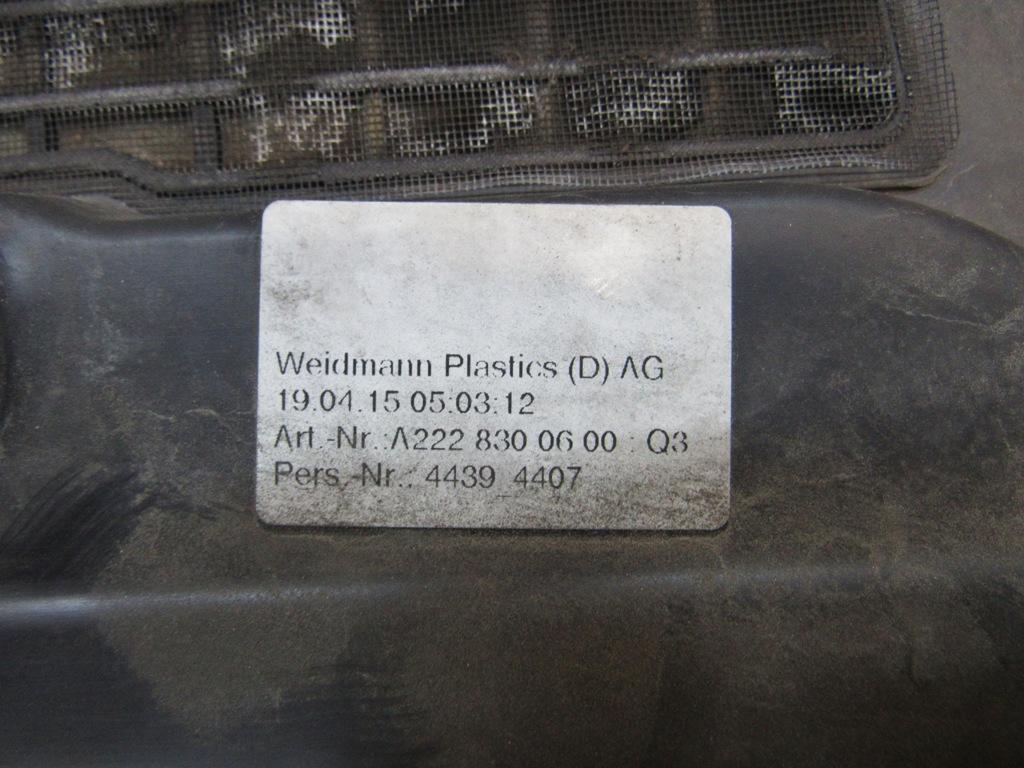 Weidmann Plastics (D) AG
19.04.15 05:03:12
Art.-Nr.:A222 830 06 00 : Q3
Pers.-Nr.: 4439 4407